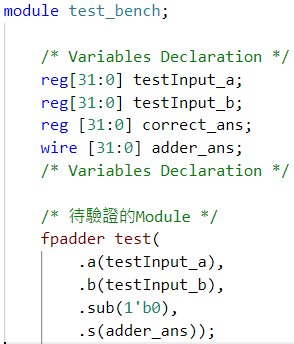 module test_bench;
/* Variables Declaration */
reg[31:0] testInput_a;
reg[31:0] testInput_b;
reg [31:0] correct_ans;
wire [31:0] adder_ans;
/* Variables Declaration */
/* 待驗證的Module */
fpadder test(
.a(testInput_a),
.b(testInput_b),
.sub(1'b0),
.s(adder_ans));